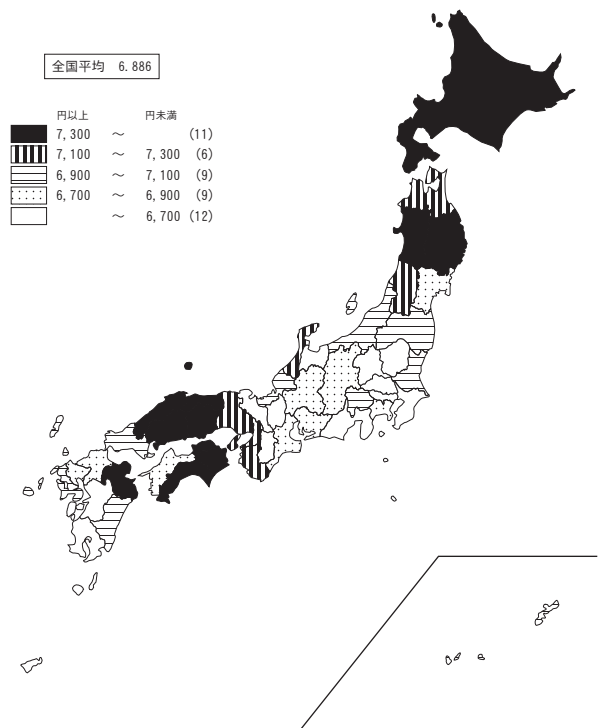 全国平均 6.886
円以上 円未満
7,300 ～ (11)
7,100 ～ 7,300 (6)
6,900 ～ 7,100 (9)
6,700 ～ 6,900 (9)
～ 6,700 (12)